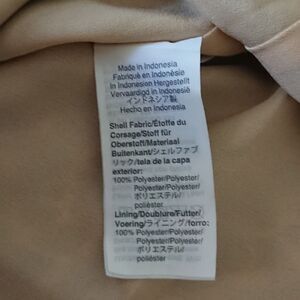 Made in Indonesia
Fabriqué en Indonésie
In Indonesien Hergestellt
Vervaardigd in Indonesië
インドネシア製
Hecho en Indonesia
Shell Fabric/Étoffe du
Corsage/Stoff für
Oberstoff/Materiaal
Buitenkant/シェルファブ
リック/tela de la capa
exterior:
100% Polyester/Polyester/
Polyester/Polyester/
ポリエステル/
poliéster
Lining/Doublure/Futter/
Voering/ライニング/forro:
100% Polyester/Polyester/
Polyester/Polyester/
ポリエステル/
poliéster